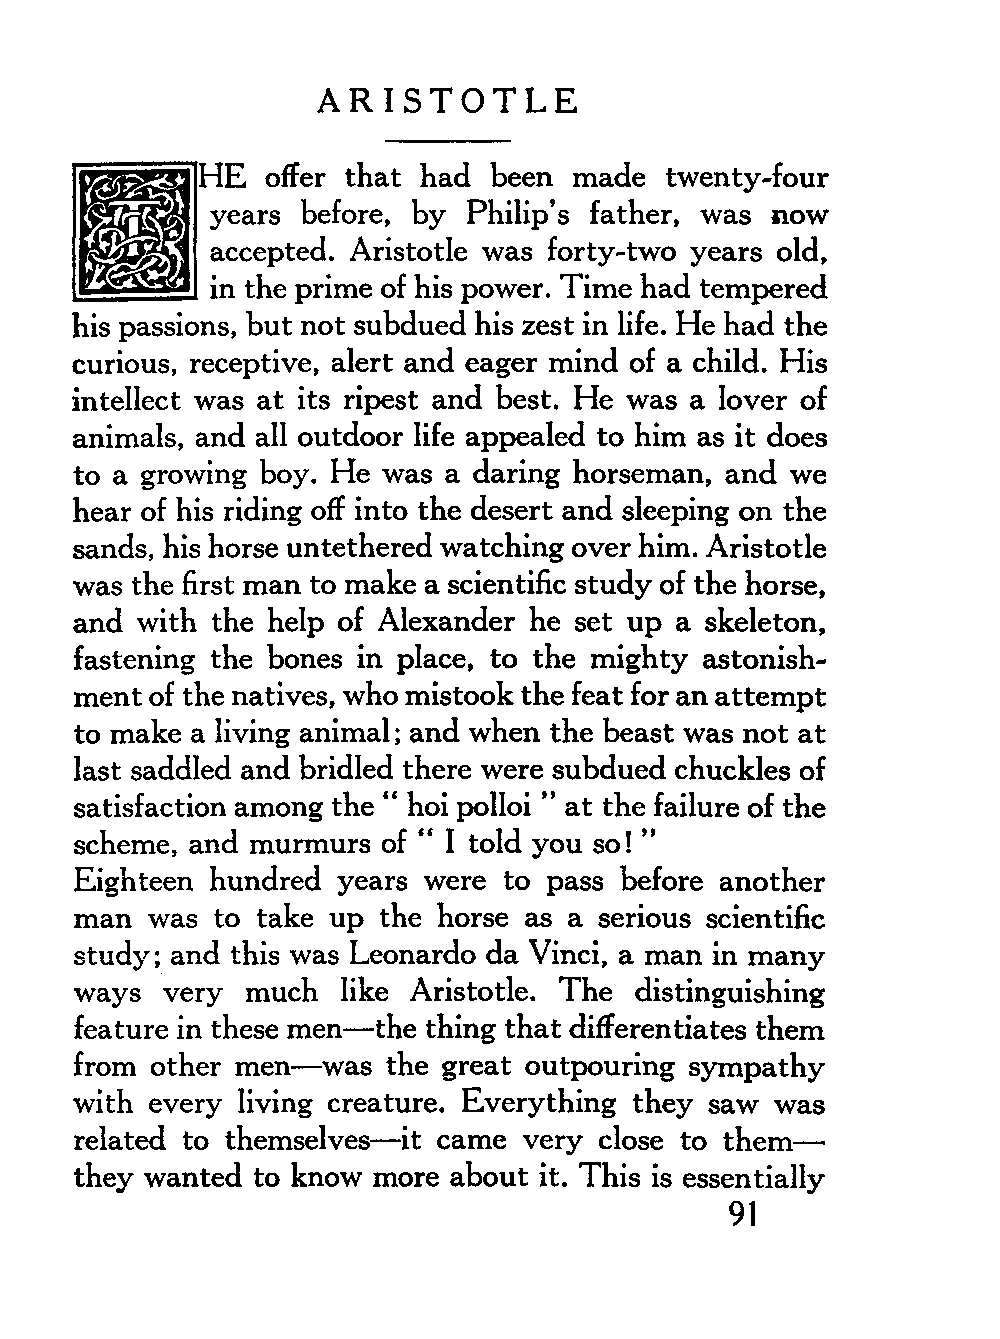 ARISTOTLE
THE offer that had been made twenty-four
years before, by Philip's father, was now
accepted. Aristotle was forty-two years old,
in the prime of his power. Time had tempered
his passions, but not subdued his zest in life. He had the
curious, receptive, alert and eager mind of a child. His
intellect was at its ripest and best. He was a lover of
animals, and all outdoor life appealed to him as it does
to a growing boy. He was a daring horseman, and we
hear of his riding off into the desert and sleeping on the
sands, his horse untethered watching over him. Aristotle
was the first man to make a scientific study of the horse,
and with the help of Alexander he set up a skeleton,
fastening the bones in place, to the mighty astonish-
ment of the natives, who mistook the feat for an attempt
to make a living animal; and when the beast was not at
last saddled and bridled there were subdued chuckles of
satisfaction among the " hoi polloi " at the failure of the
scheme, and murmurs of " I told you so! "
Eighteen hundred years were to pass before another
man was to take up the horse as a serious scientific
study; and this was Leonardo da Vinci, a man in many
ways very much like Aristotle. The distinguishing
feature in these men—the thing that differentiates them
from other men—was the great outpouring sympathy
with every living creature. Everything they saw was
related to themselves—it came very close to them—
they wanted to know more about it. This is essentially
91